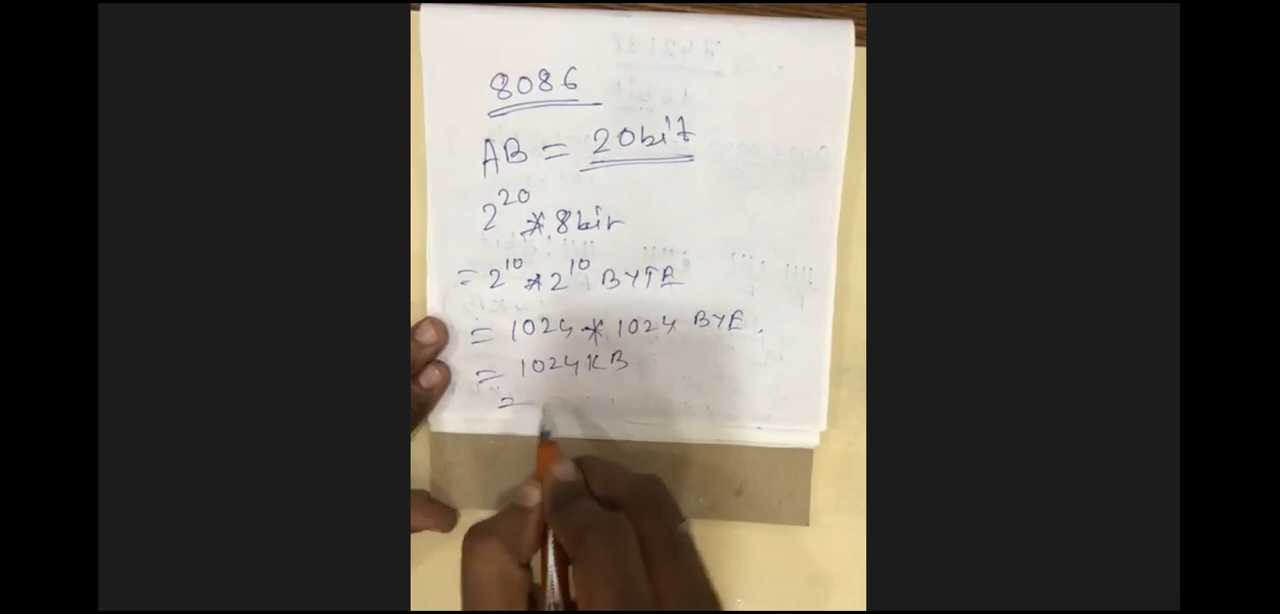 8086
AB = 20bit
2^20 * 8bit
= 2^10 * 2^10 BYTE
= 1024 * 1024 BYE.
= 1024KB
=